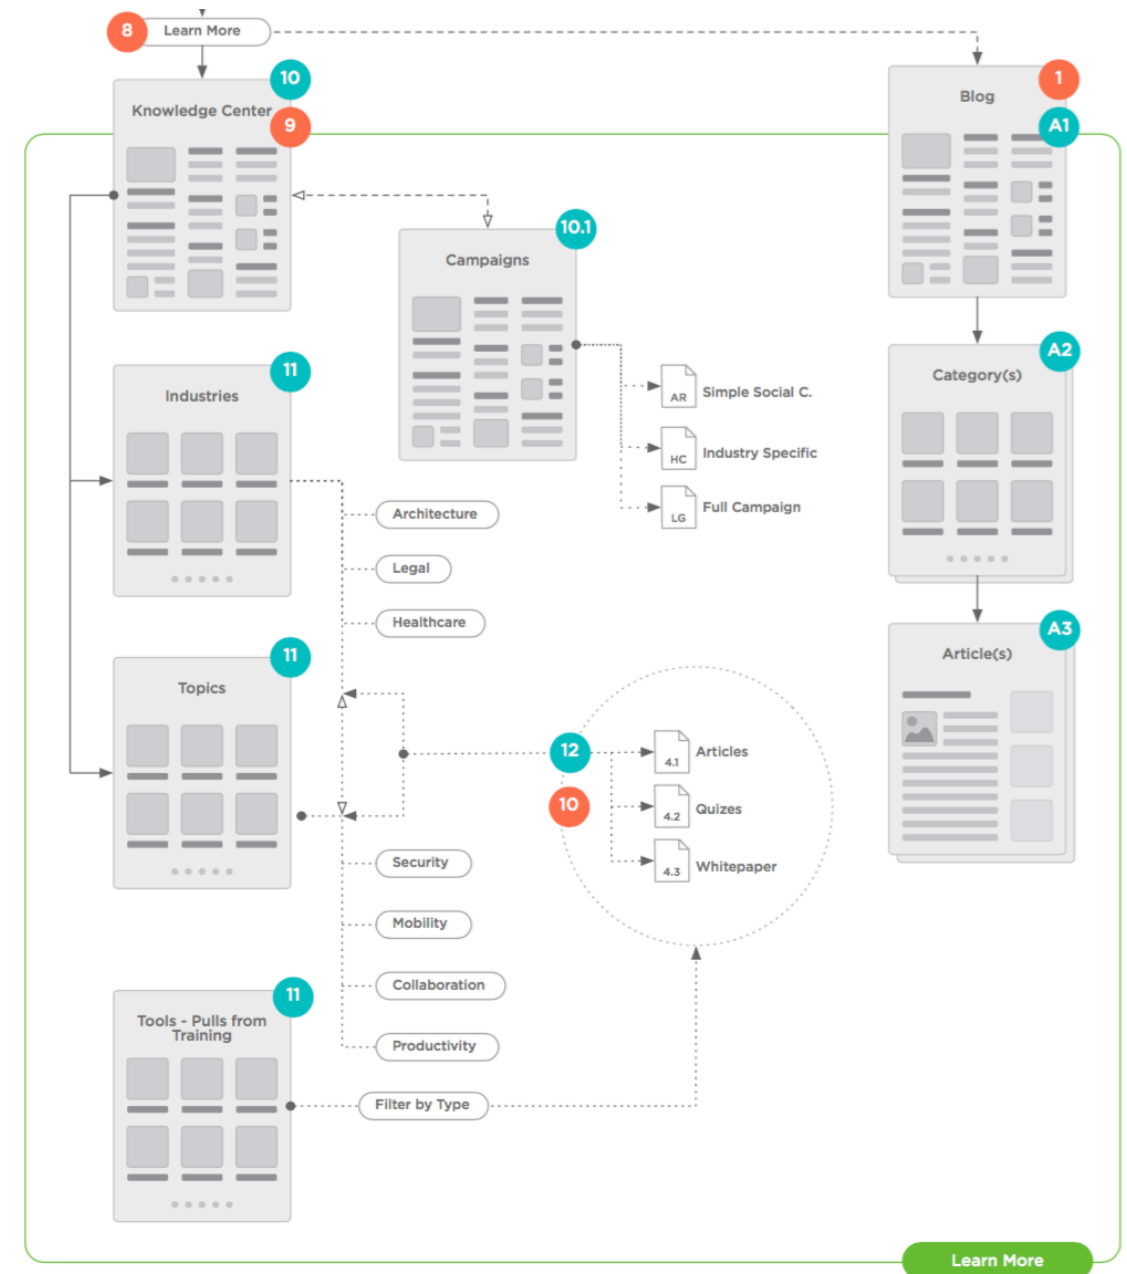 8
Learn More
10
Knowledge Center
9
1
Blog
A1
10.1
Campaigns
AR
Simple Social C.
HC
Industry Specific
LG
Full Campaign
A2
Category(s)
11
Industries
Architecture
Legal
Healthcare
A3
Article(s)
11
Topics
12
10
4.1
Articles
4.2
Quizes
4.3
Whitepaper
Security
Mobility
Collaboration
Productivity
11
Tools - Pulls from
Training
Filter by Type
Learn More